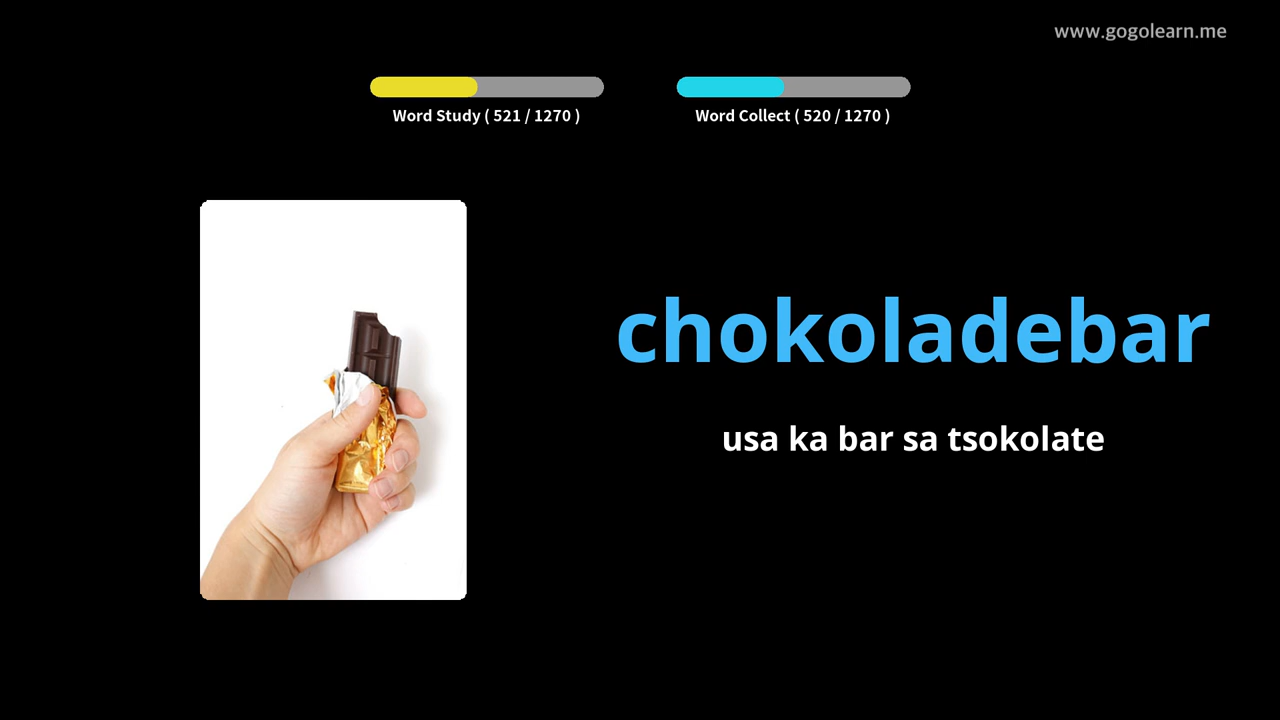 www.gogolearn.me
Word Study ( 521 / 1270 )
Word Collect ( 520 / 1270 )
chokoladebar
usa ka bar sa tsokolate